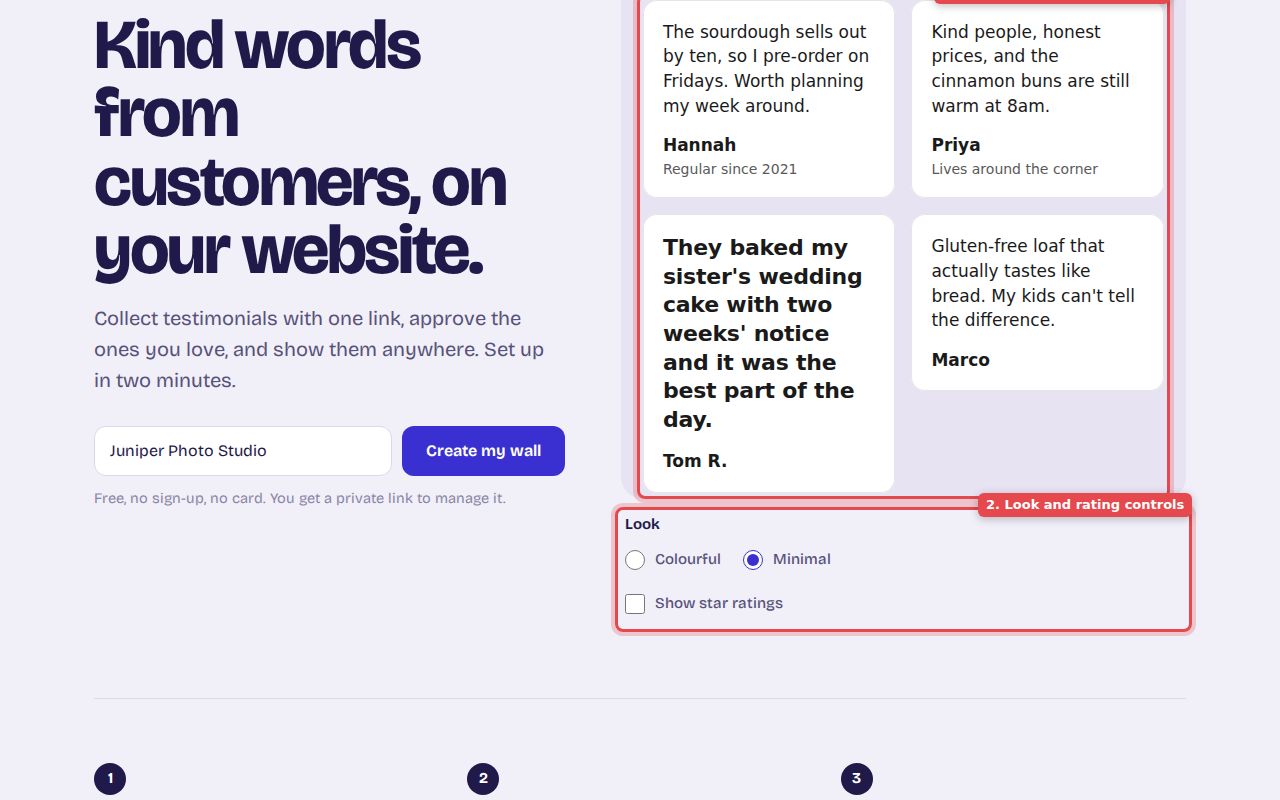 Kind words
from
customers, on
your website.
Collect testimonials with one link, approve the
ones you love, and show them anywhere. Set up
in two minutes.
Juniper Photo Studio
Create my wall
Free, no sign-up, no card. You get a private link to manage it.
The sourdough sells out
by ten, so I pre-order on
Fridays. Worth planning
my week around.
Hannah
Regular since 2021
Kind people, honest
prices, and the
cinnamon buns are still
warm at 8am.
Priya
Lives around the corner
They baked my
sister's wedding
cake with two
weeks' notice
and it was the
best part of the
day.
Tom R.
Gluten-free loaf that
actually tastes like
bread. My kids can't tell
the difference.
Marco
2. Look and rating controls
Look
Colourful
Minimal
Show star ratings
1
2
3